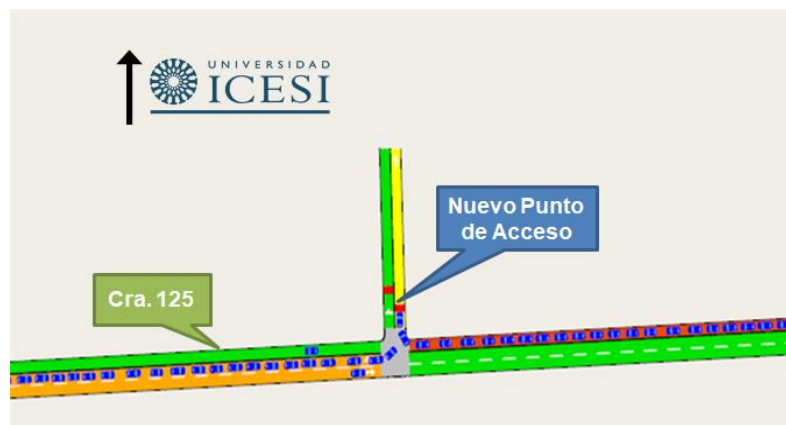 UNIVERSIDAD
ICESI
Nuevo Punto
de Acceso
Cra. 125